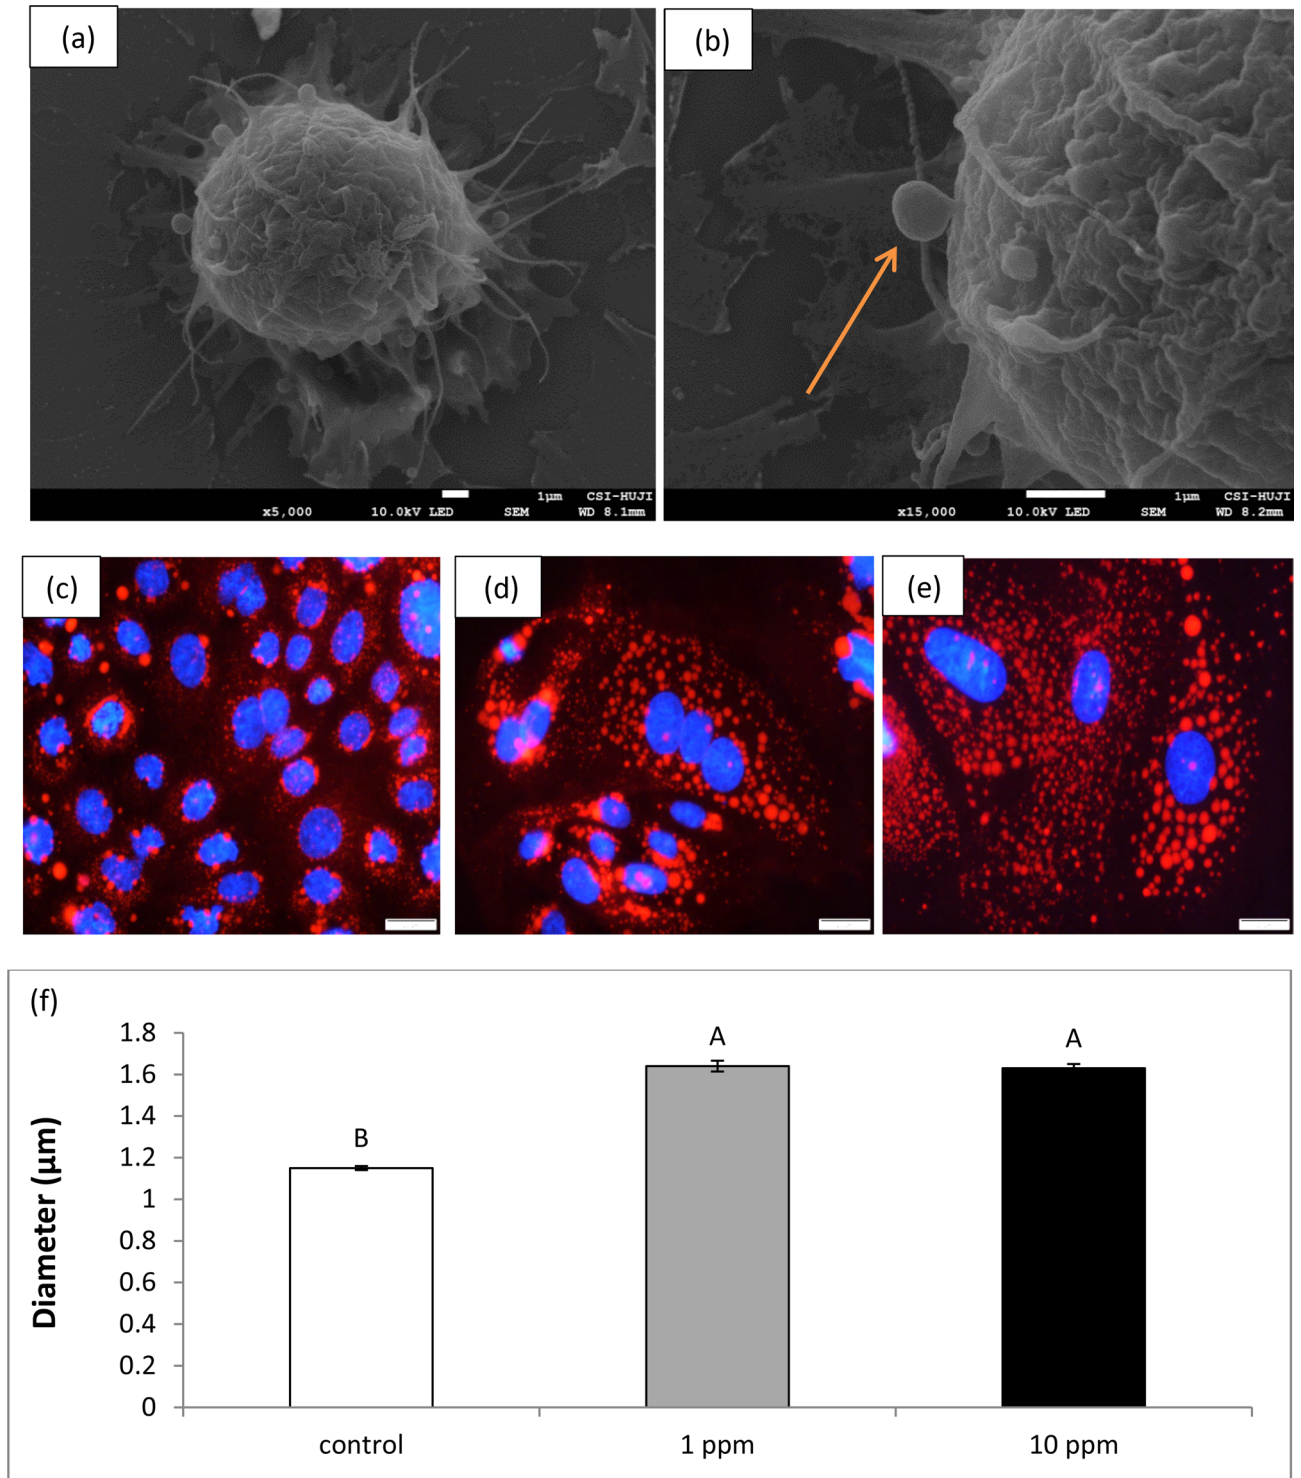 (a)
(b)
1µm CSI-HUJI
x5,000 10.0kV LED SEM WD 8.1mm
1µm CSI-HUJI
x15,000 10.0kV LED SEM WD 8.2mm
(c)
(d)
(e)
(f)
Diameter (µm)
1.8
1.6
1.4
1.2
1
0.8
0.6
0.4
0.2
0
B
A
A
control
1 ppm
10 ppm